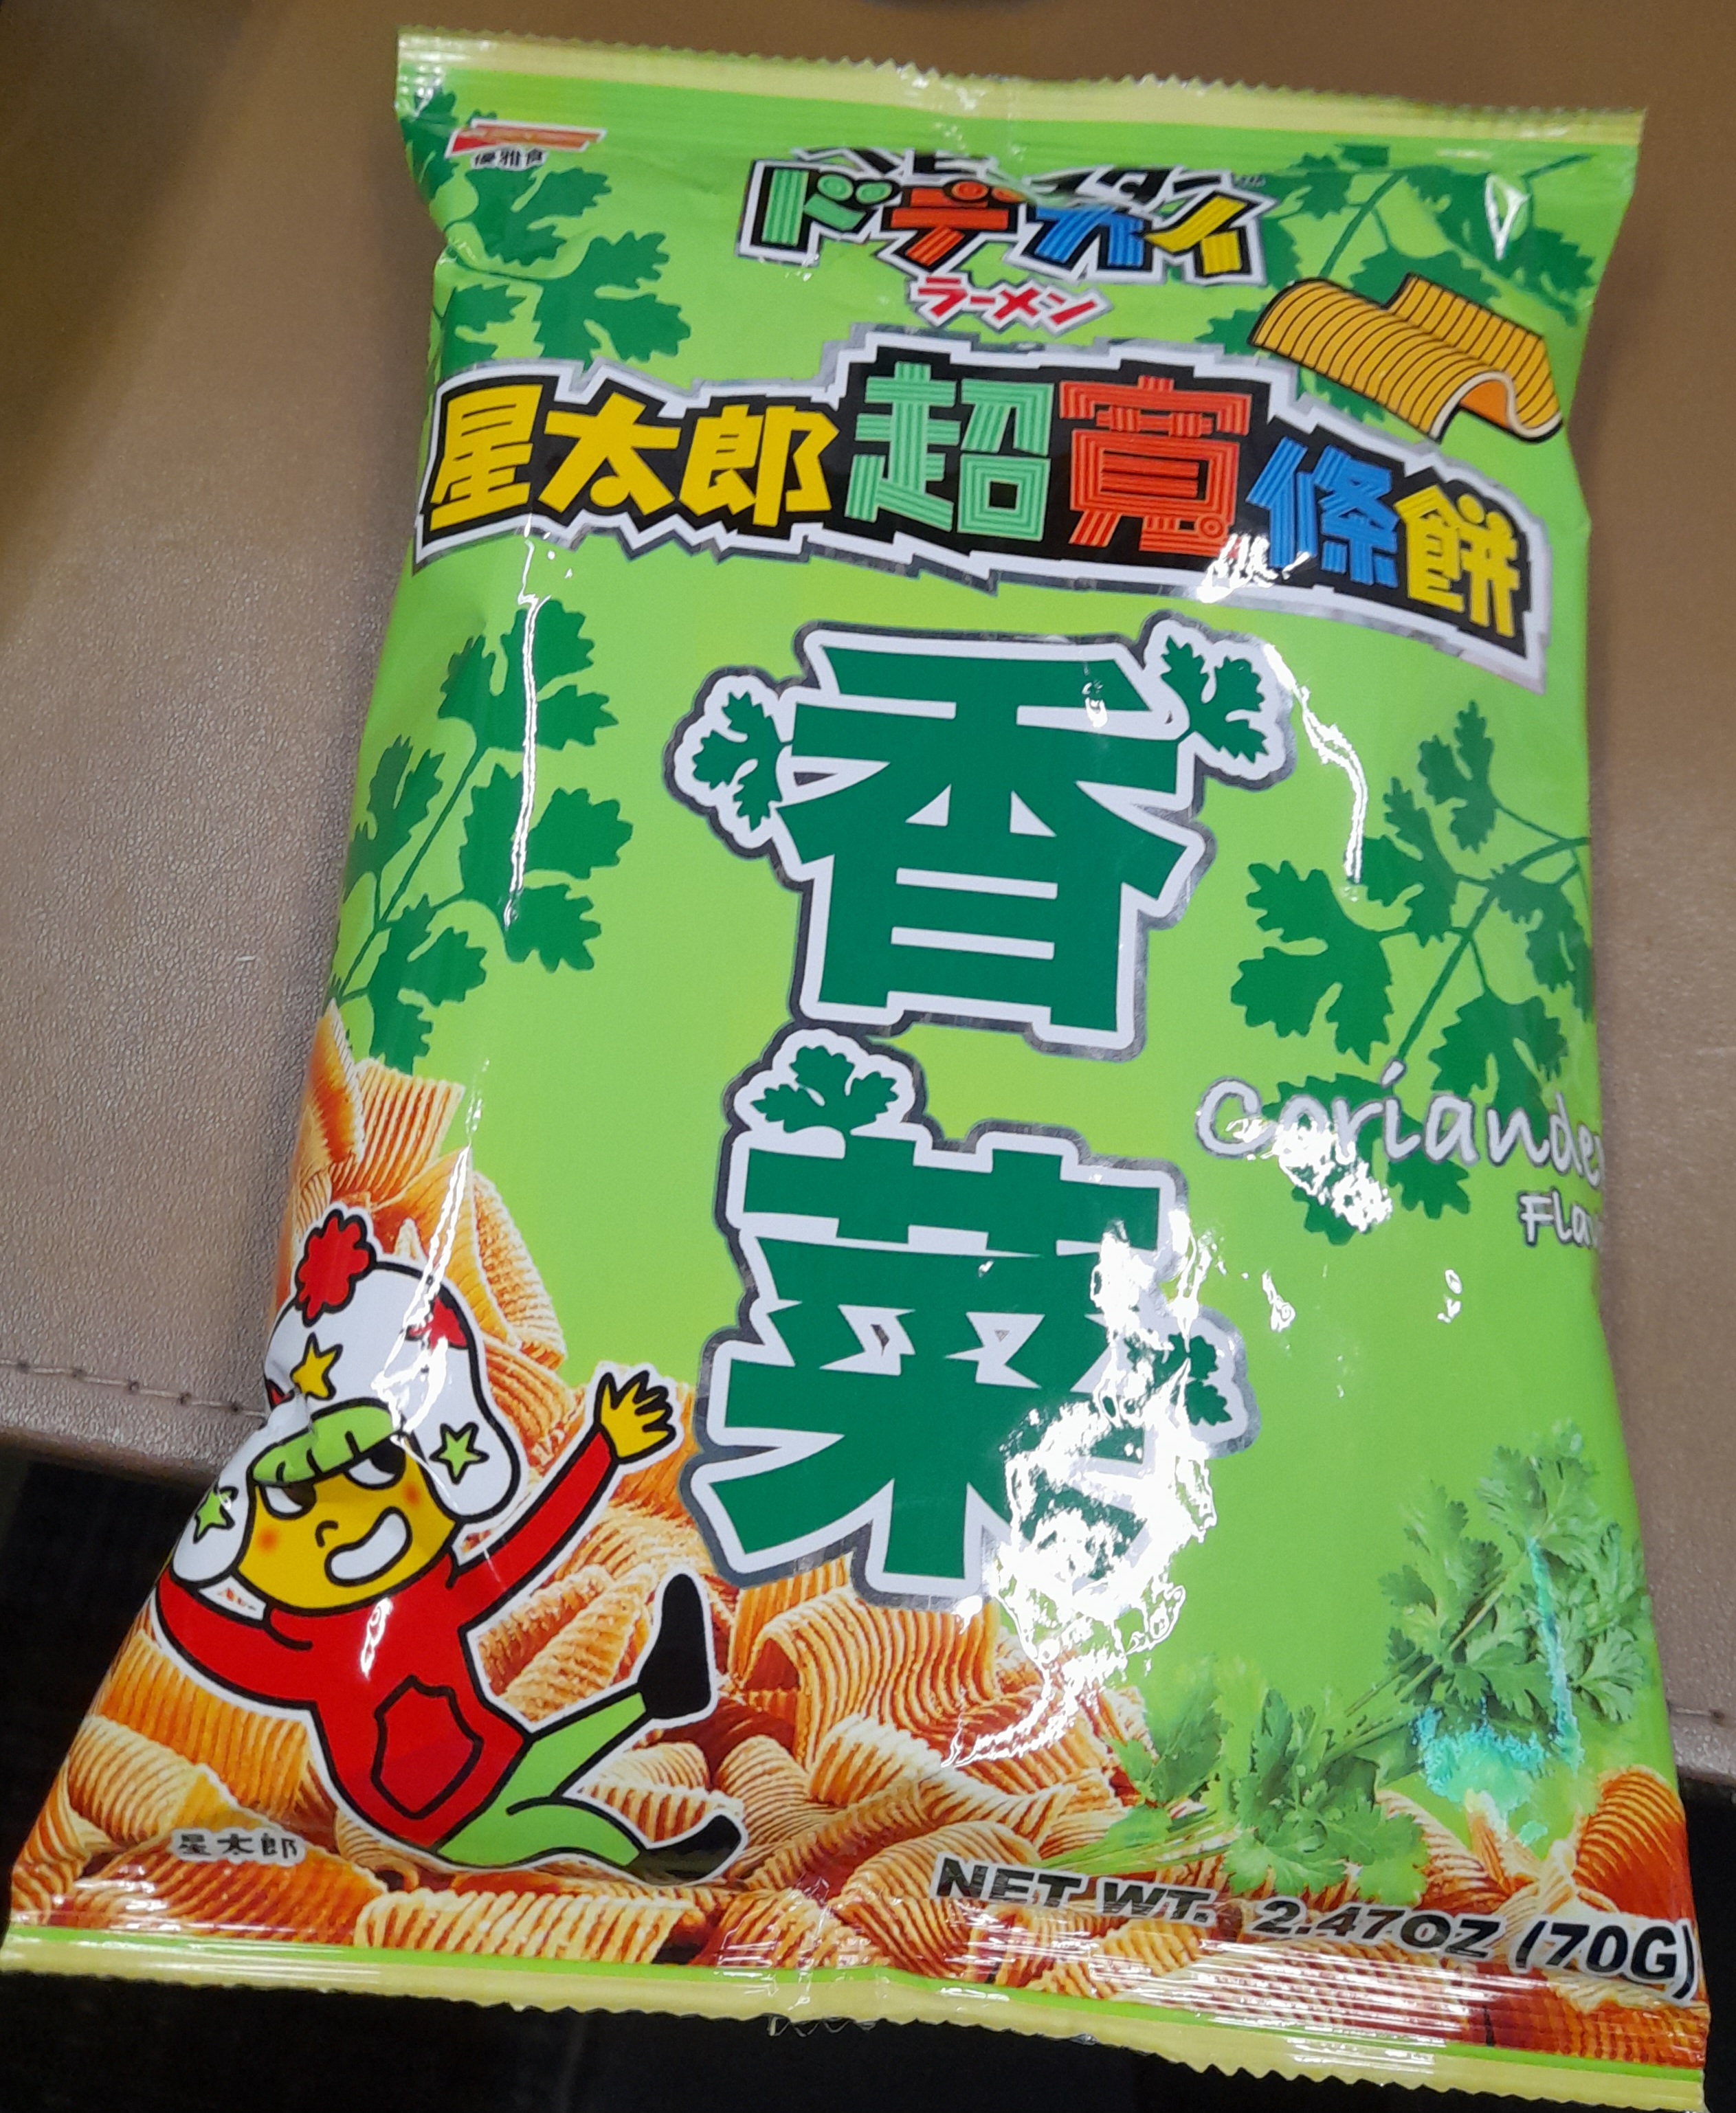 優雅食
ドデカイ
ラーメン
星太郎超寬條餅
香菜
Coriander
Flav
星太郎
NET WT. 2.47OZ (70G)